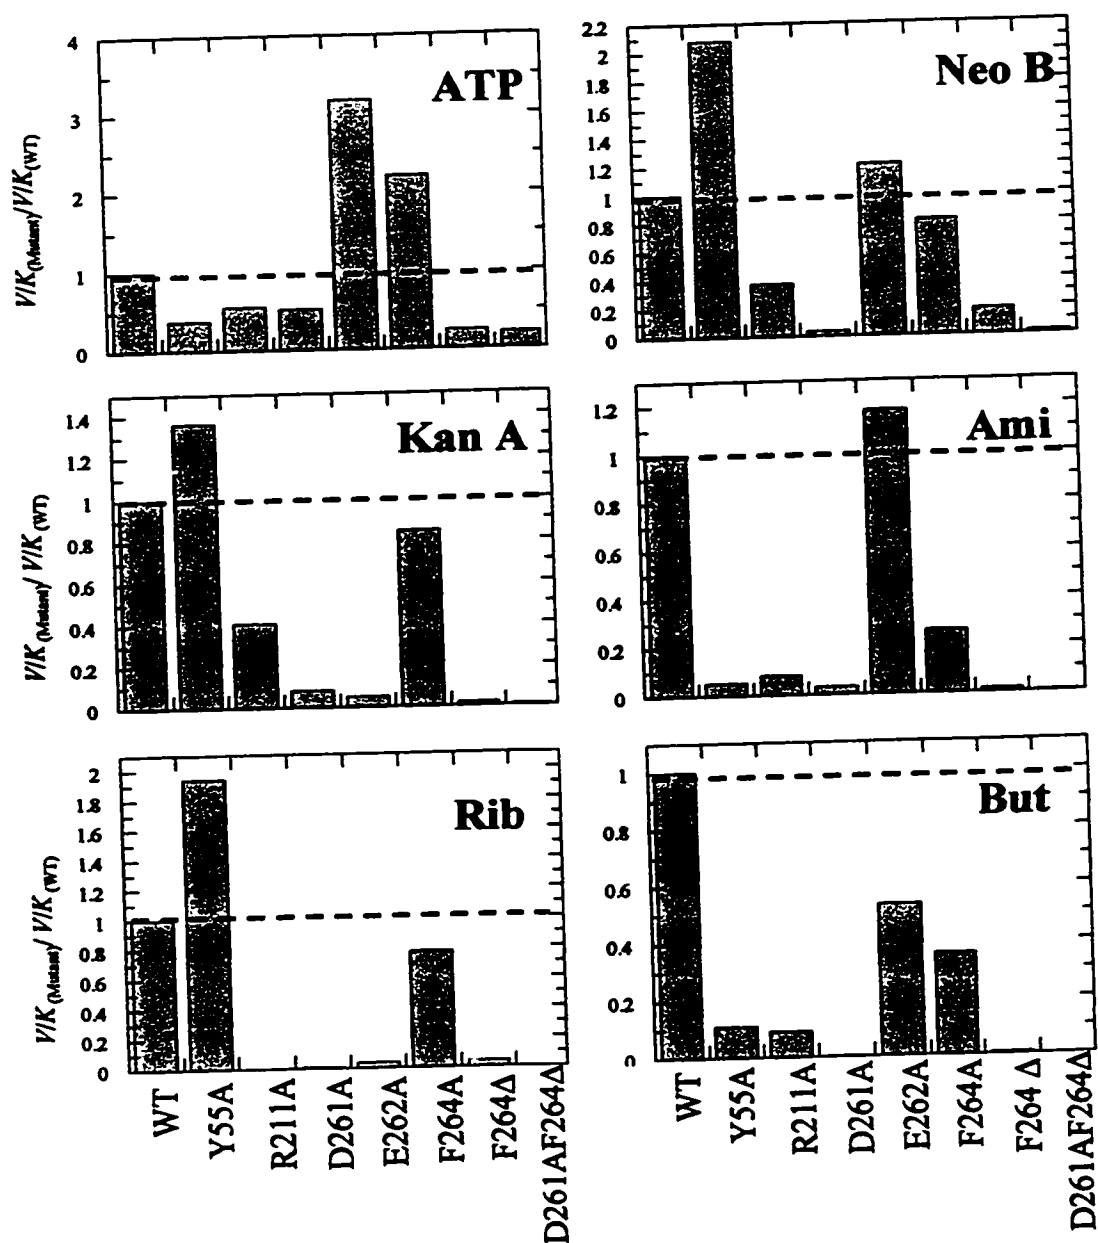 ATP
4
3
2
1
0
V/K(Mutant)/V/K(WT)
Neo B
2.2
2
1.8
1.6
1.4
1.2
1
0.8
0.6
0.4
0.2
0
Kan A
1.4
1.2
1
0.8
0.6
0.4
0.2
0
V/K(Mutant)/ V/K(WT)
Ami
1.2
1
0.8
0.6
0.4
0.2
0
Rib
2
1.8
1.6
1.4
1.2
1
0.8
0.6
0.4
0.2
0
V/K(Mutant)/ V/K(WT)
WT
Y55A
R211A
D261A
E262A
F264A
F264Δ
D261AF264Δ
But
1
0.8
0.6
0.4
0.2
0
WT
Y55A
R211A
D261A
E262A
F264A
F264 Δ
D261AF264Δ